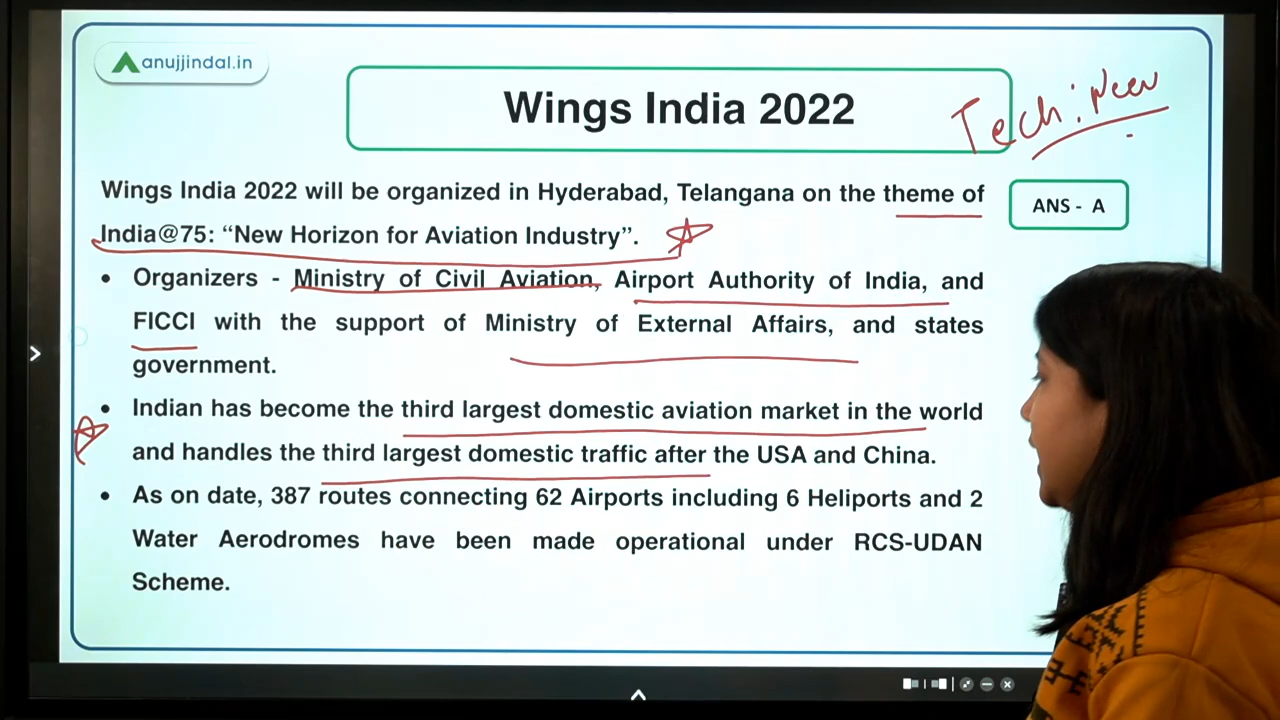 anujjindal.in
Wings India 2022
Tech: Neev
Wings India 2022 will be organized in Hyderabad, Telangana on the theme of
India@75: “New Horizon for Aviation Industry”.
ANS - A
• Organizers - Ministry of Civil Aviation, Airport Authority of India, and
FICCI with the support of Ministry of External Affairs, and states
government.
• Indian has become the third largest domestic aviation market in the world
and handles the third largest domestic traffic after the USA and China.
• As on date, 387 routes connecting 62 Airports including 6 Heliports and 2
Water Aerodromes have been made operational under RCS-UDAN
Scheme.